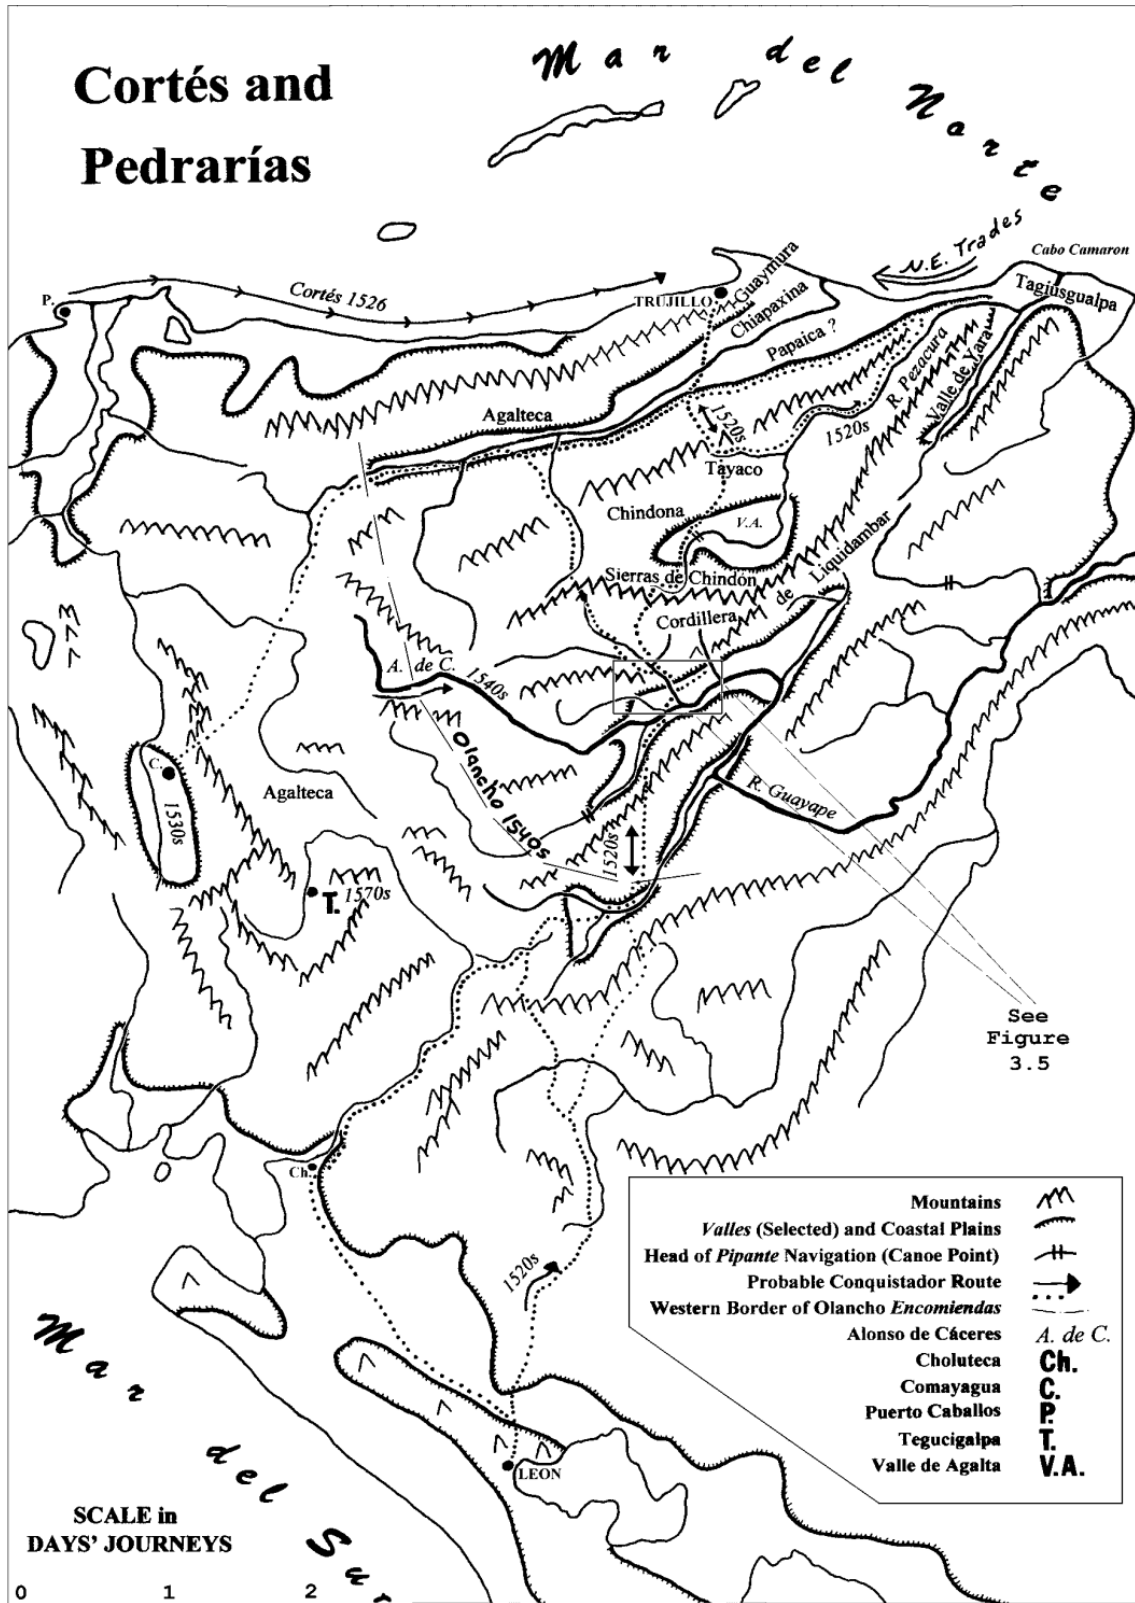 Cortés and
Pedrarías
Mar del Norte
N.E. Trades
Cabo Camaron
Tagiusgualpa
P.
Cortés 1526
TRUJILLO
Guaymura
Chiapaxina
Papaica ?
R. Pezacura
Valle de Vara
Agalteca
1520s
1520s
Tayaco
Chindona
V.A.
Sierras de Chindón
Cordillera de Liquidambar
A. de C. 1540s
C.
1530s
Agalteca
Olancho 1540s
R. Guayape
1520s
T. 1570s
See
Figure
3.5
Ch.
1520s
LEON
Mountains
Valles (Selected) and Coastal Plains
Head of Pipante Navigation (Canoe Point)
Probable Conquistador Route
Western Border of Olancho Encomiendas
Alonso de Cáceres A. de C.
Choluteca Ch.
Comayagua C.
Puerto Caballos P.
Tegucigalpa T.
Valle de Agalta V.A.
Mar del Sur
SCALE in
DAYS' JOURNEYS
0 1 2